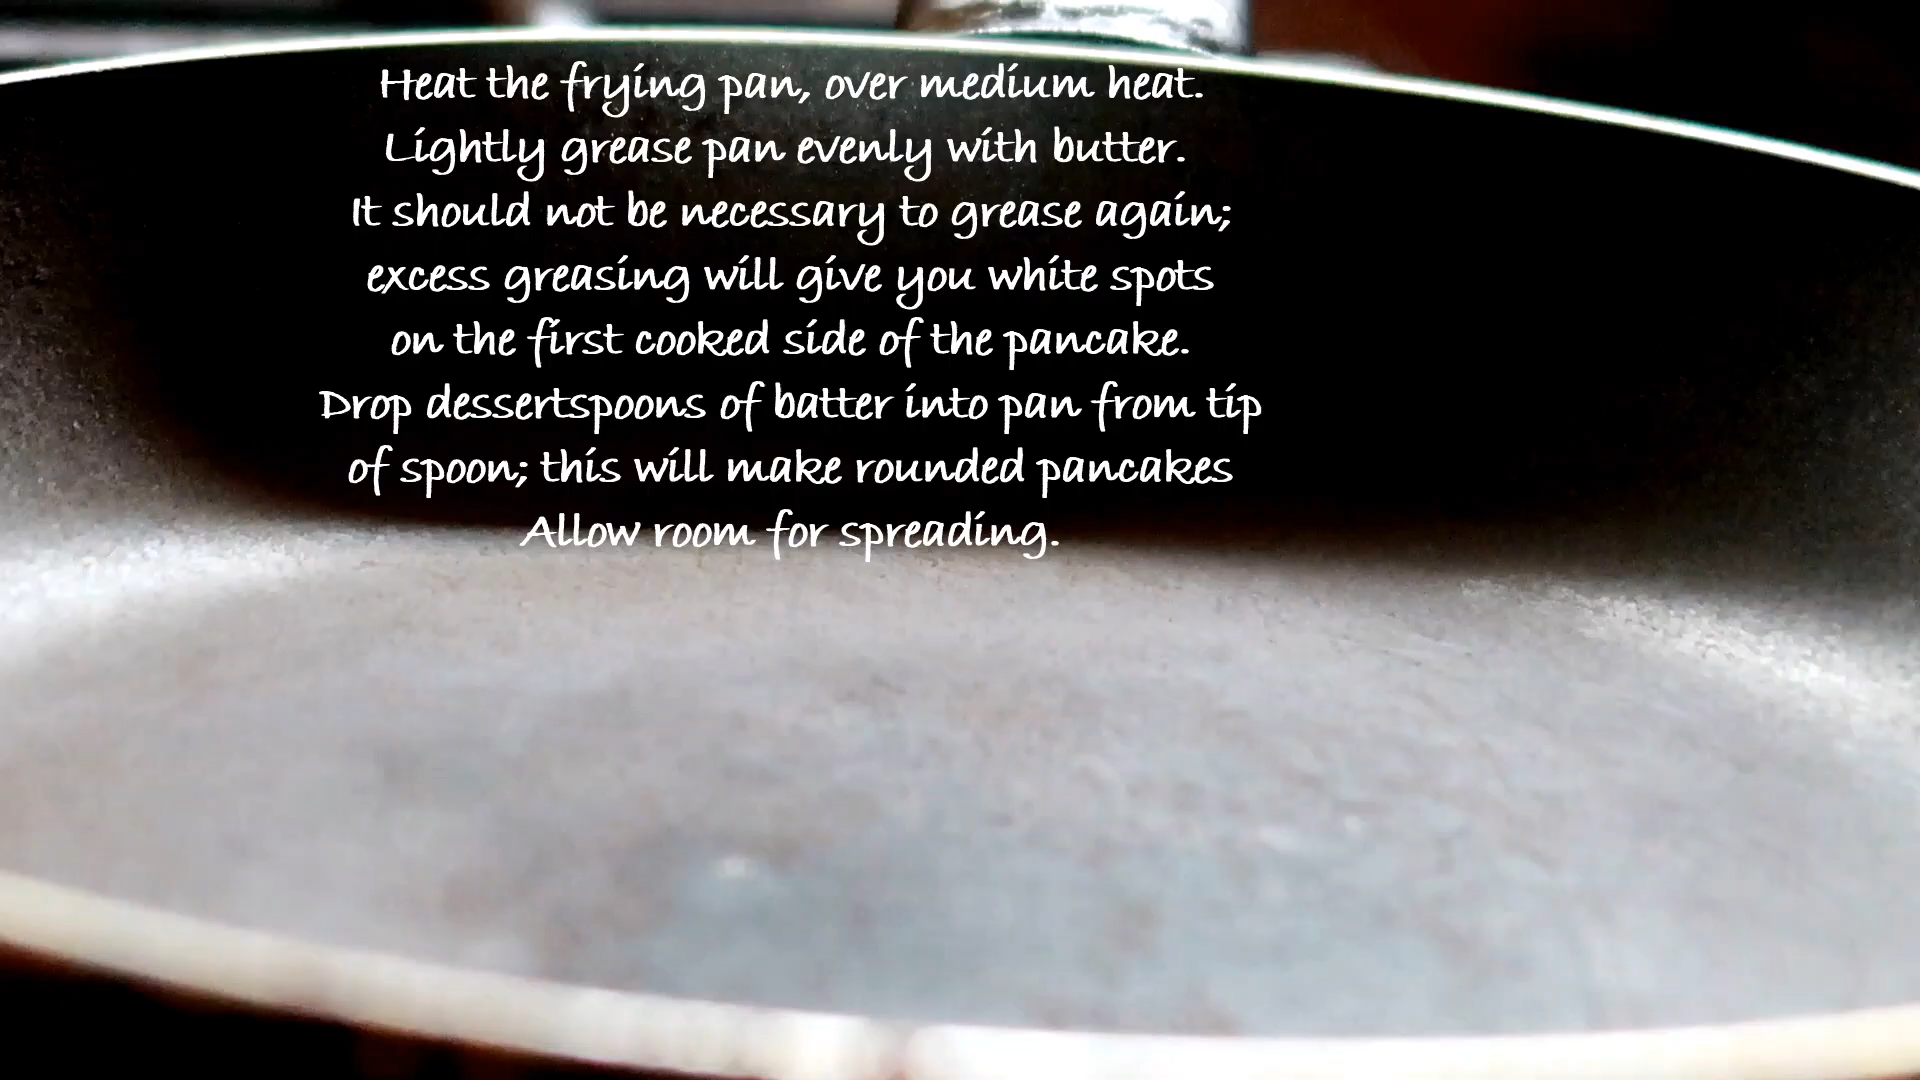 Heat the frying pan, over medium heat.
Lightly grease pan evenly with butter.
It should not be necessary to grease again;
excess greasing will give you white spots
on the first cooked side of the pancake.
Drop dessertspoons of batter into pan from tip
of spoon; this will make rounded pancakes
Allow room for spreading.